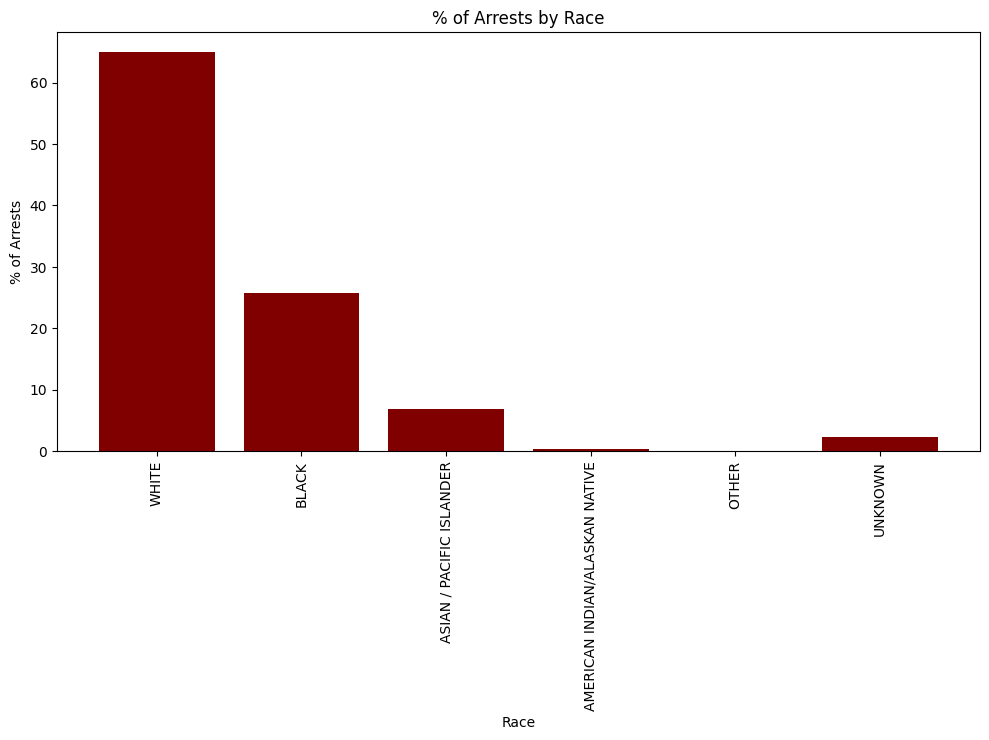 % of Arrests by Race
% of Arrests
60
50
40
30
20
10
0
WHITE
BLACK
ASIAN / PACIFIC ISLANDER
AMERICAN INDIAN/ALASKAN NATIVE
OTHER
UNKNOWN
Race